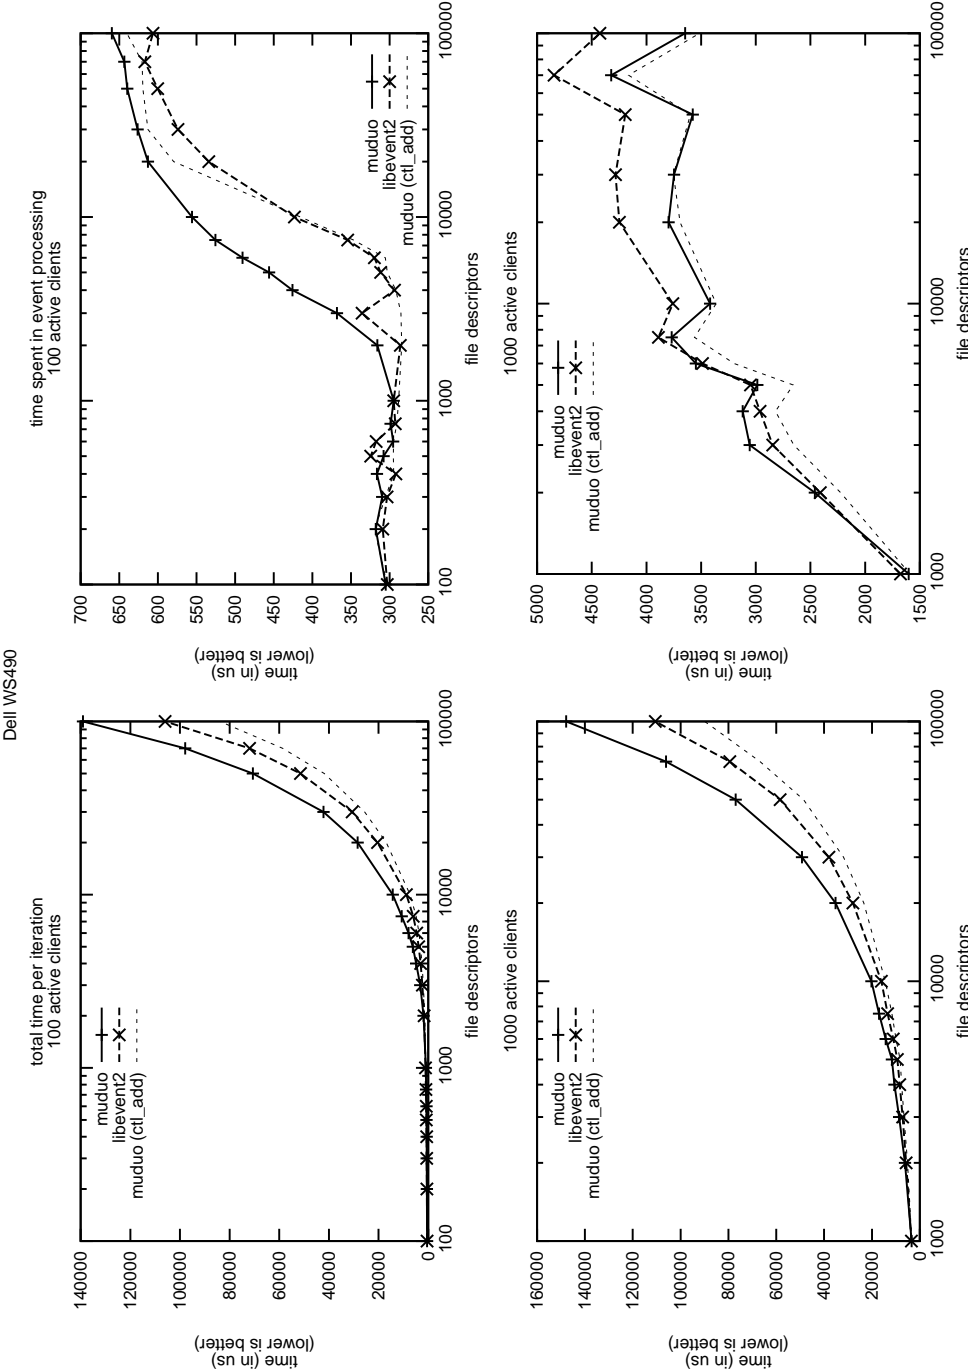 Dell WS490
total time per iteration
100 active clients
time (in us)
(lower is better)
140000
120000
100000
80000
60000
40000
20000
0
100
1000
10000
100000
file descriptors
muduo
libevent2
muduo (ctl_add)
time spent in event processing
100 active clients
time (in us)
(lower is better)
700
650
600
550
500
450
400
350
300
250
100
1000
10000
100000
file descriptors
muduo
libevent2
muduo (ctl_add)
1000 active clients
time (in us)
(lower is better)
160000
140000
120000
100000
80000
60000
40000
20000
0
1000
10000
100000
file descriptors
muduo
libevent2
muduo (ctl_add)
1000 active clients
time (in us)
(lower is better)
5000
4500
4000
3500
3000
2500
2000
1500
1000
10000
100000
file descriptors
muduo
libevent2
muduo (ctl_add)